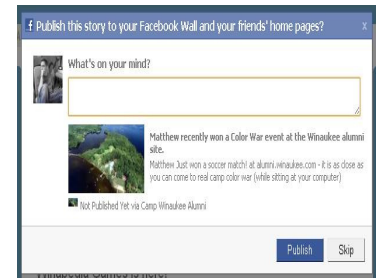 f Publish this story to your Facebook Wall and your friends' home pages? x
What's on your mind?
Matthew recently won a Color War event at the Winaukee alumni
site.
Matthew Just won a soccer match! at alumni.winaukee.com - it is as close as
you can come to real camp color war (while sitting at your computer)
Not Published Yet via Camp Winaukee Alumni
Publish Skip